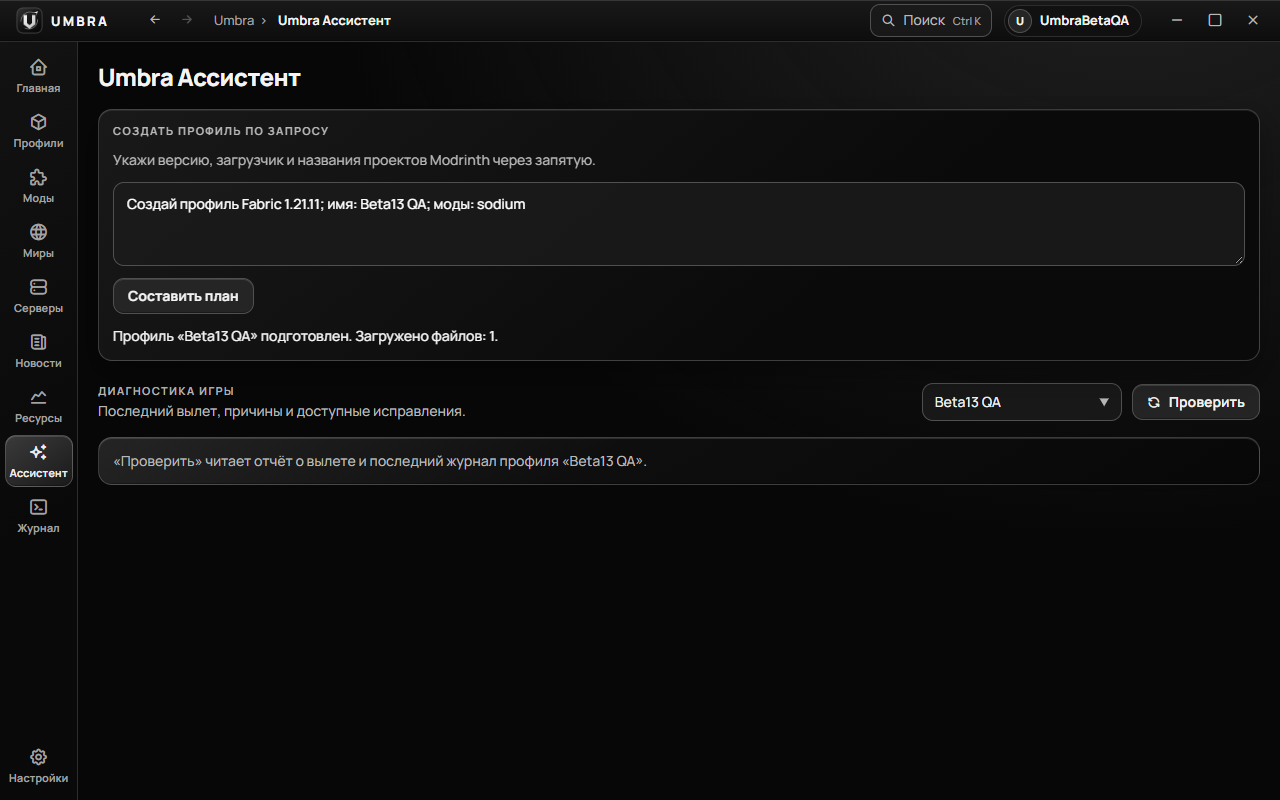 UMBRA
Umbra › Umbra Ассистент
Поиск Ctrl K
U UmbraBetaQA
Главная
Профили
Моды
Миры
Серверы
Новости
Ресурсы
Ассистент
Журнал
Настройки
Umbra Ассистент
СОЗДАТЬ ПРОФИЛЬ ПО ЗАПРОСУ
Укажи версию, загрузчик и названия проектов Modrinth через запятую.
Создай профиль Fabric 1.21.11; имя: Beta13 QA; моды: sodium
Составить план
Профиль «Beta13 QA» подготовлен. Загружено файлов: 1.
ДИАГНОСТИКА ИГРЫ
Последний вылет, причины и доступные исправления.
Beta13 QA
Проверить
«Проверить» читает отчёт о вылете и последний журнал профиля «Beta13 QA».